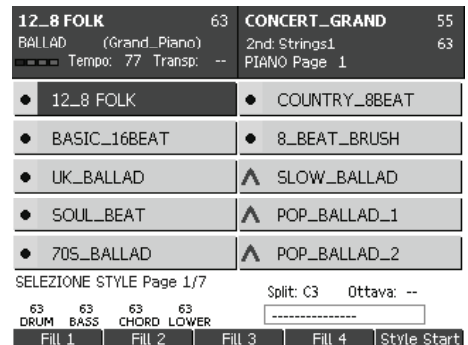 12_8 FOLK 63 CONCERT_GRAND 55
BALLAD (Grand_Piano) 2nd: Strings1 63
Tempo: 77 Transp: -- PIANO Page 1
12_8 FOLK COUNTRY_8BEAT
BASIC_16BEAT 8_BEAT_BRUSH
UK_BALLAD SLOW_BALLAD
SOUL_BEAT POP_BALLAD_1
70S_BALLAD POP_BALLAD_2
SELEZIONE STYLE Page 1/7
Split: C3 Ottava: --
63 63 63 63
DRUM BASS CHORD LOWER
---------------
Fill 1 Fill 2 Fill 3 Fill 4 Style Start